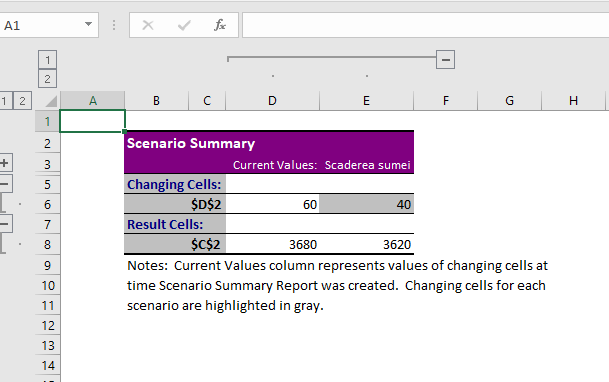 A1
fx
1
2
1 2
A B C D E F G H
1
2 Scenario Summary
3 Current Values: Scaderea sumei
5 Changing Cells:
6 $D$2 60 40
7 Result Cells:
8 $C$2 3680 3620
9 Notes: Current Values column represents values of changing cells at
10 time Scenario Summary Report was created. Changing cells for each
11 scenario are highlighted in gray.
12
13
14